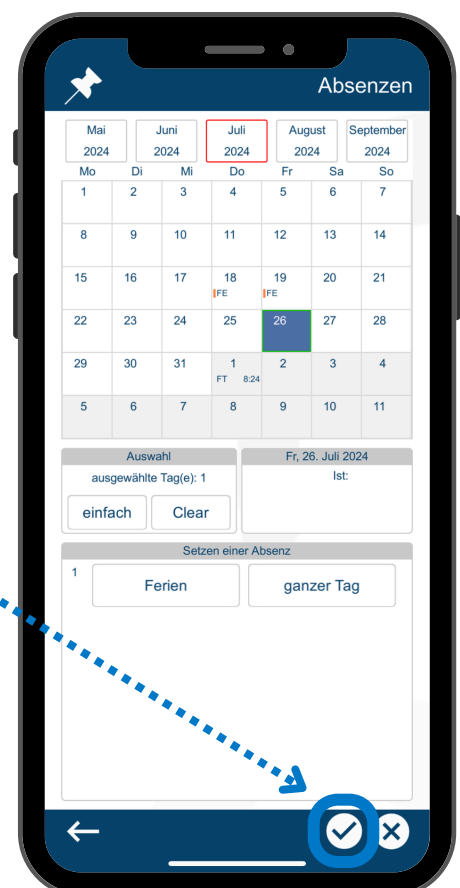 Absenzen
Mai Juni Juli August September
2024 2024 2024 2024 2024
Mo Di Mi Do Fr Sa So
1 2 3 4 5 6 7
8 9 10 11 12 13 14
15 16 17 18 19 20 21
FE FE
22 23 24 25 26 27 28
29 30 31 1 2 3 4
FT 8:24
5 6 7 8 9 10 11
Auswahl
ausgewählte Tag(e): 1
einfach Clear
Fr, 26. Juli 2024
Ist:
Setzen einer Absenz
1 Ferien ganzer Tag